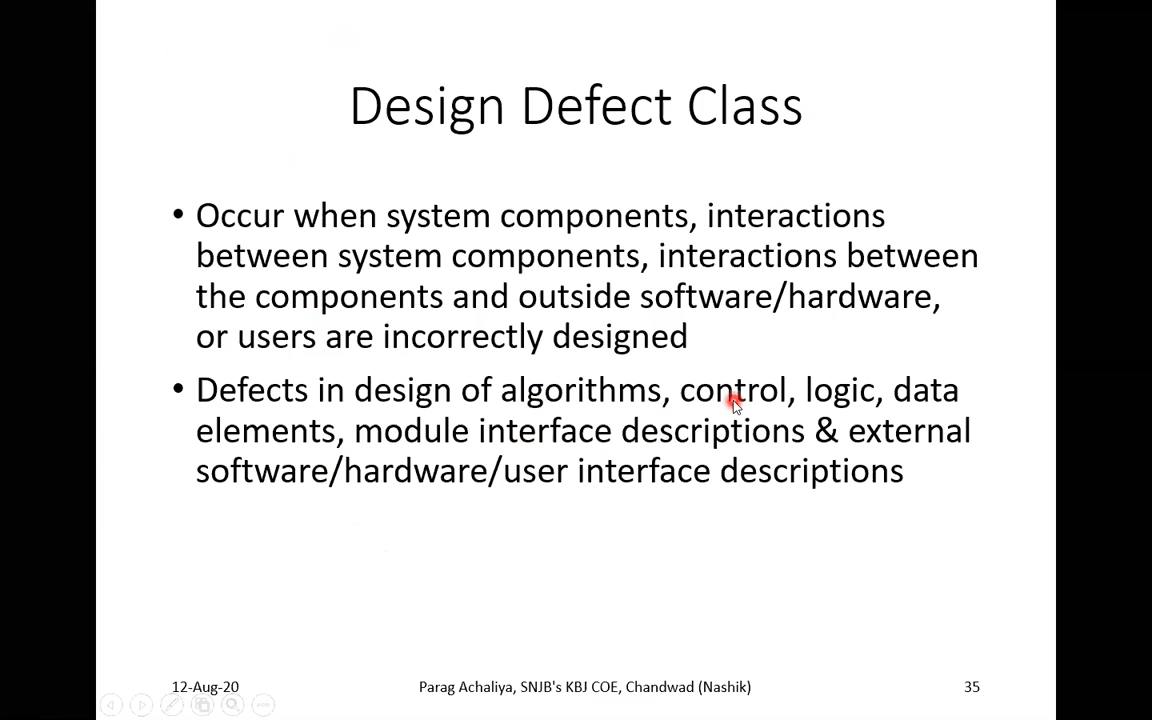 Design Defect Class
• Occur when system components, interactions
between system components, interactions between
the components and outside software/hardware,
or users are incorrectly designed
• Defects in design of algorithms, control, logic, data
elements, module interface descriptions & external
software/hardware/user interface descriptions
12-Aug-20
Parag Achaliya, SNJB's KBJ COE, Chandwad (Nashik)
35